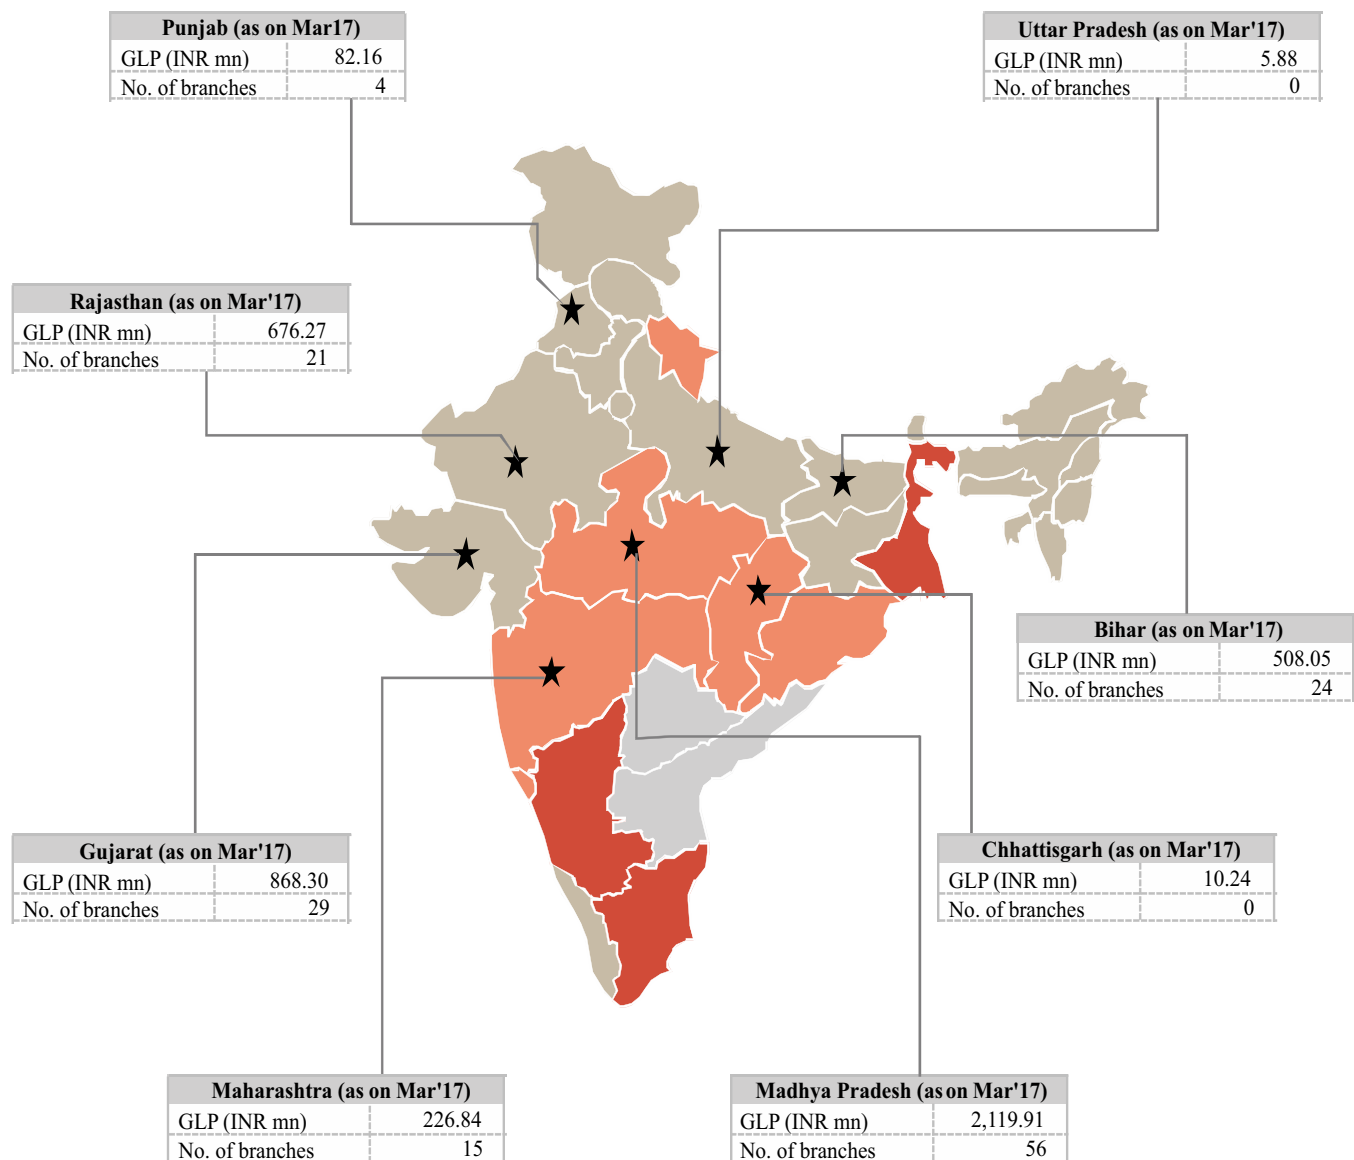 Punjab (as on Mar17)
GLP (INR mn) 82.16
No. of branches 4
Uttar Pradesh (as on Mar'17)
GLP (INR mn) 5.88
No. of branches 0
Rajasthan (as on Mar'17)
GLP (INR mn) 676.27
No. of branches 21
Bihar (as on Mar'17)
GLP (INR mn) 508.05
No. of branches 24
Gujarat (as on Mar'17)
GLP (INR mn) 868.30
No. of branches 29
Chhattisgarh (as on Mar'17)
GLP (INR mn) 10.24
No. of branches 0
Maharashtra (as on Mar'17)
GLP (INR mn) 226.84
No. of branches 15
Madhya Pradesh (as on Mar'17)
GLP (INR mn) 2,119.91
No. of branches 56